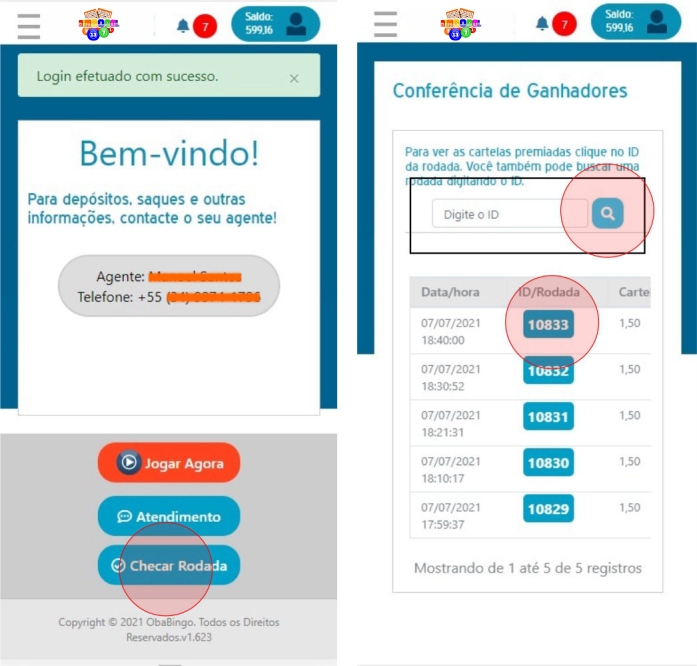 7
Saldo:
599,16
Login efetuado com sucesso.
×
Bem-vindo!
Para depósitos, saques e outras
informações, contacte o seu agente!
Agente:
Telefone: +55
Jogar Agora
Atendimento
Checar Rodada
Copyright © 2021 ObaBingo. Todos os Direitos
Reservados.v1.623
7
Saldo:
599,16
Conferência de Ganhadores
Para ver as cartelas premiadas clique no ID
da rodada. Você também pode buscar uma
rodada digitando o ID.
Digite o ID
Data/hora ID/Rodada Carte
07/07/2021
18:40:00 10833 1,50
07/07/2021
18:30:52 10832 1,50
07/07/2021
18:21:31 10831 1,50
07/07/2021
18:10:17 10830 1,50
07/07/2021
17:59:37 10829 1,50
Mostrando de 1 até 5 de 5 registros